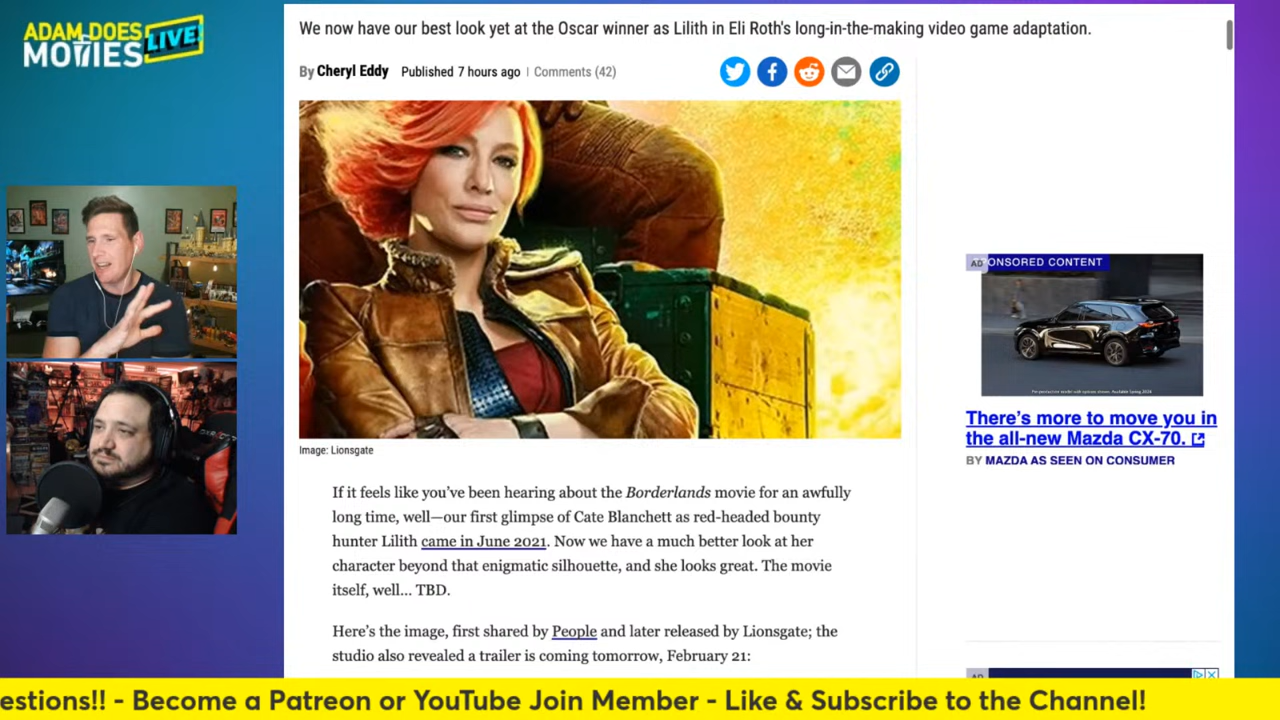 ADAM DOES
MOVIES LIVE!
We now have our best look yet at the Oscar winner as Lilith in Eli Roth's long-in-the-making video game adaptation.
By Cheryl Eddy Published 7 hours ago | Comments (42)
Image: Lionsgate
If it feels like you've been hearing about the Borderlands movie for an awfully
long time, well—our first glimpse of Cate Blanchett as red-headed bounty
hunter Lilith came in June 2021. Now we have a much better look at her
character beyond that enigmatic silhouette, and she looks great. The movie
itself, well... TBD.
Here's the image, first shared by People and later released by Lionsgate; the
studio also revealed a trailer is coming tomorrow, February 21:
AD ONSORED CONTENT
There's more to move you in
the all-new Mazda CX-70.
BY MAZDA AS SEEN ON CONSUMER
AD
estions!! - Become a Patreon or YouTube Join Member - Like & Subscribe to the Channel!